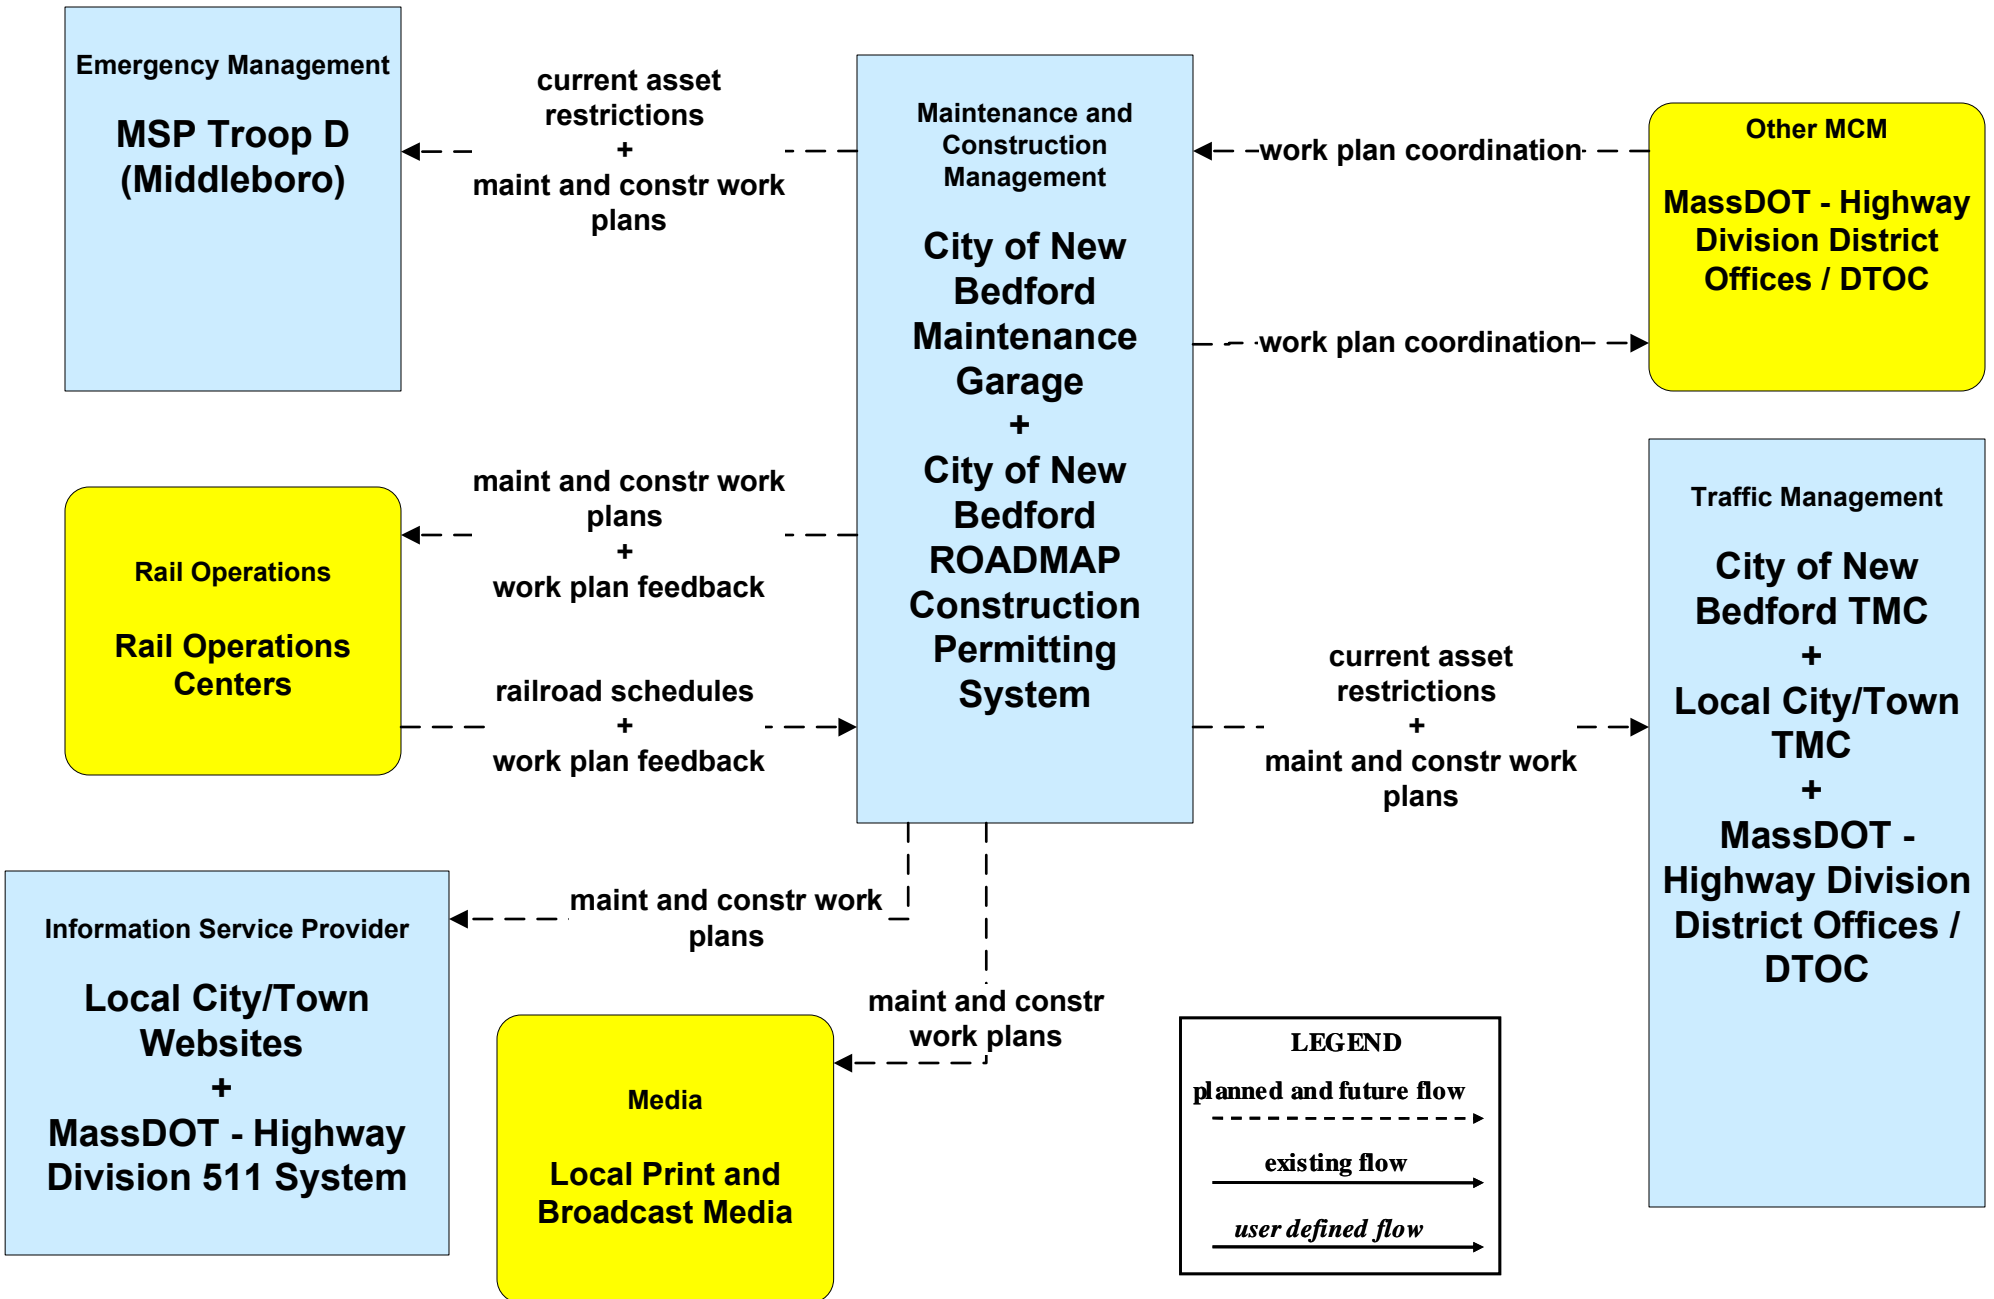 Emergency Management
MSP Troop D
(Middleboro)
current asset
restrictions
+
maint and constr work
plans
Maintenance and
Construction
Management
City of New
Bedford
Maintenance
Garage
+
City of New
Bedford
ROADMAP
Construction
Permitting
System
work plan coordination
work plan coordination
Other MCM
MassDOT - Highway
Division District
Offices / DTOC
Rail Operations
Rail Operations
Centers
maint and constr work
plans
+
work plan feedback
railroad schedules
+
work plan feedback
current asset
restrictions
+
maint and constr work
plans
Traffic Management
City of New
Bedford TMC
+
Local City/Town
TMC
+
MassDOT -
Highway Division
District Offices /
DTOC
Information Service Provider
Local City/Town
Websites
+
MassDOT - Highway
Division 511 System
maint and constr work
plans
maint and constr
work plans
Media
Local Print and
Broadcast Media
LEGEND
planned and future flow
existing flow
user defined flow